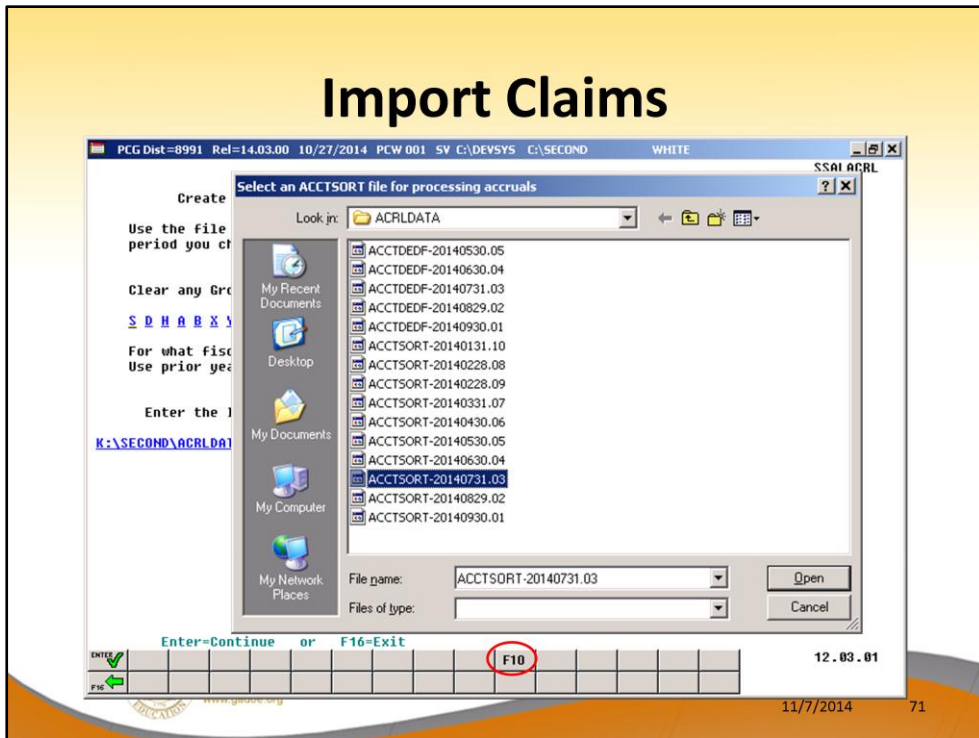 Import Claims
PCG Dist=8991 Rel=14.03.00 10/27/2014 PCW 001 SV C:\DEVSYS C:\SECOND WHITE
SSALACRL
Select an ACCTSORT file for processing accruals
Create
Use the file
period you ch
Clear any Gro
S D H A B X Y
For what fisc
Use prior yea
Enter the
K:\SECOND\ACRLDAT
Look in: ACRLDATA
My Recent Documents
Desktop
My Documents
My Computer
My Network Places
ACCTDEDF-20140530.05
ACCTDEDF-20140630.04
ACCTDEDF-20140731.03
ACCTDEDF-20140829.02
ACCTDEDF-20140930.01
ACCTSORT-20140131.10
ACCTSORT-20140228.08
ACCTSORT-20140228.09
ACCTSORT-20140331.07
ACCTSORT-20140430.06
ACCTSORT-20140530.05
ACCTSORT-20140630.04
ACCTSORT-20140731.03
ACCTSORT-20140829.02
ACCTSORT-20140930.01
File name: ACCTSORT-20140731.03 Open
Files of type: Cancel
Enter=Continue or F16=Exit
ENTER F10 12.03.01
F16
EDUCATION www.gadoe.org
11/7/2014 71